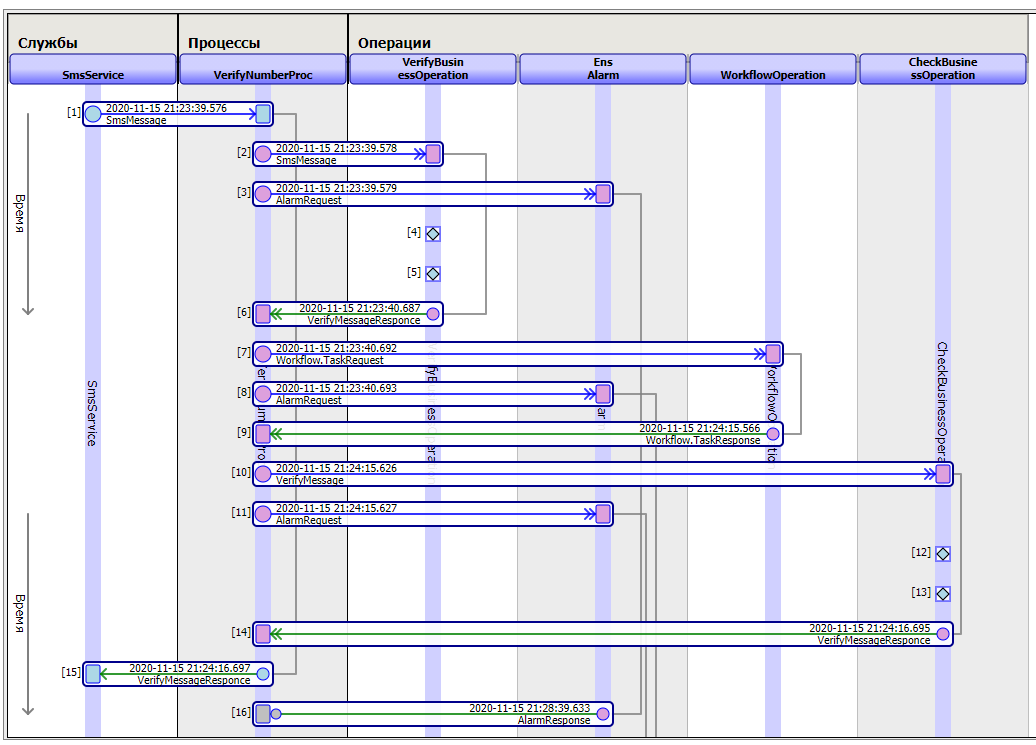 Службы
Процессы
Операции
SmsService
VerifyNumberProc
VerifyBusin
essOperation
Ens
Alarm
WorkflowOperation
CheckBusine
ssOperation
[1]
2020-11-15 21:23:39.576
SmsMessage
[2]
2020-11-15 21:23:39.578
SmsMessage
[3]
2020-11-15 21:23:39.579
AlarmRequest
Время
[4]
[5]
[6]
2020-11-15 21:23:40.687
VerifyMessageResponce
[7]
2020-11-15 21:23:40.692
Workflow.TaskRequest
[8]
2020-11-15 21:23:40.693
AlarmRequest
SmsService
CheckBusinessOpera
[9]
2020-11-15 21:24:15.566
Workflow.TaskResponse
[10]
2020-11-15 21:24:15.626
VerifyMessage
[11]
2020-11-15 21:24:15.627
AlarmRequest
[12]
[13]
Время
[14]
2020-11-15 21:24:16.695
VerifyMessageResponce
[15]
2020-11-15 21:24:16.697
VerifyMessageResponce
[16]
2020-11-15 21:28:39.633
AlarmResponse